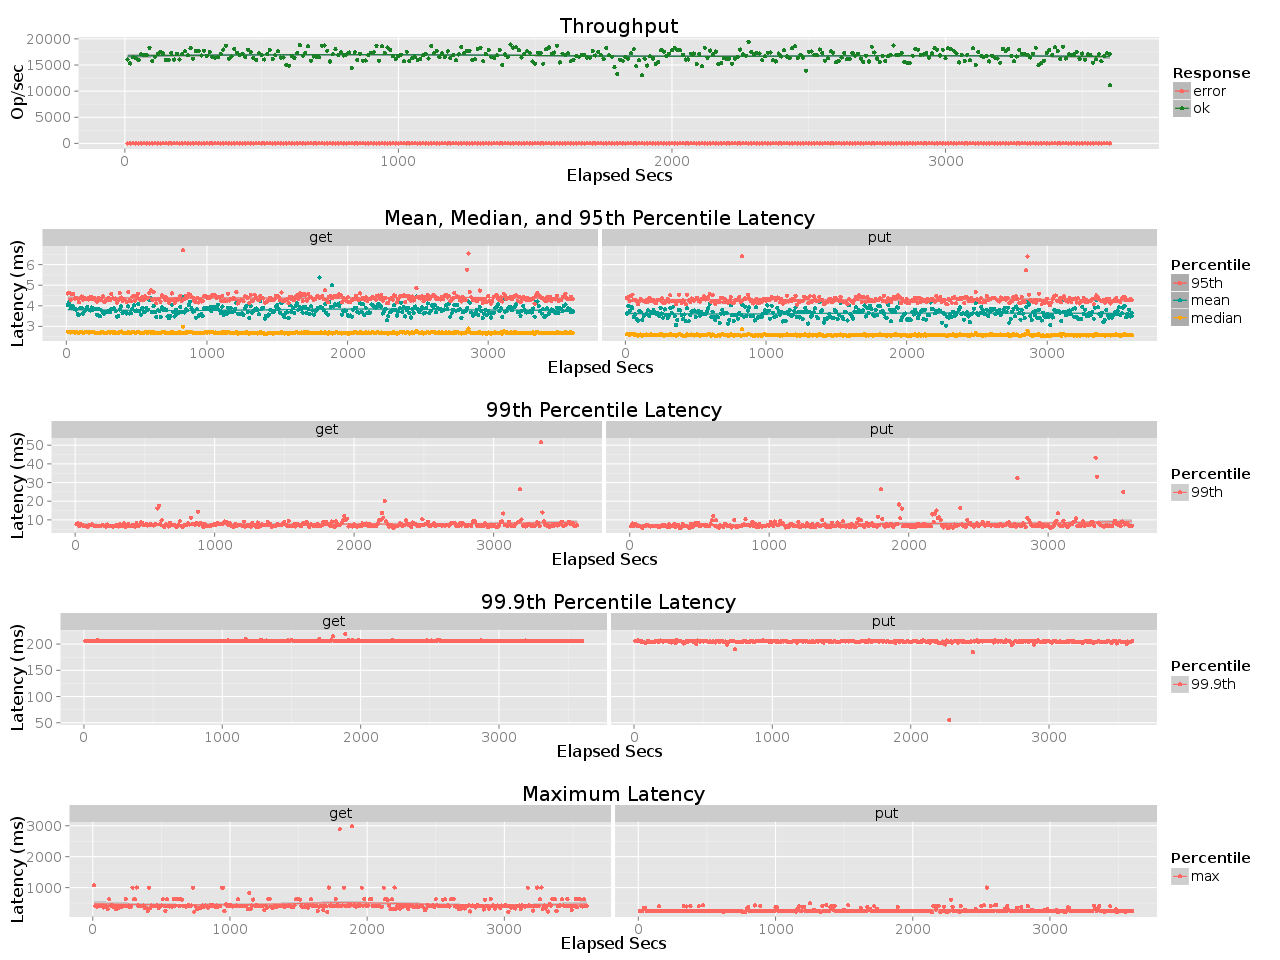 Throughput
20000
15000
10000
5000
0
Op/sec
0 1000 2000 3000
Elapsed Secs
Response
error
ok
Mean, Median, and 95th Percentile Latency
get put
6
5
4
3
Latency (ms)
0 1000 2000 3000 0 1000 2000 3000
Elapsed Secs
Percentile
95th
mean
median
99th Percentile Latency
get put
50
40
30
20
10
Latency (ms)
0 1000 2000 3000 0 1000 2000 3000
Elapsed Secs
Percentile
99th
99.9th Percentile Latency
get put
200
150
100
50
Latency (ms)
0 1000 2000 3000 0 1000 2000 3000
Elapsed Secs
Percentile
99.9th
Maximum Latency
get put
3000
2000
1000
Latency (ms)
0 1000 2000 3000 0 1000 2000 3000
Elapsed Secs
Percentile
max